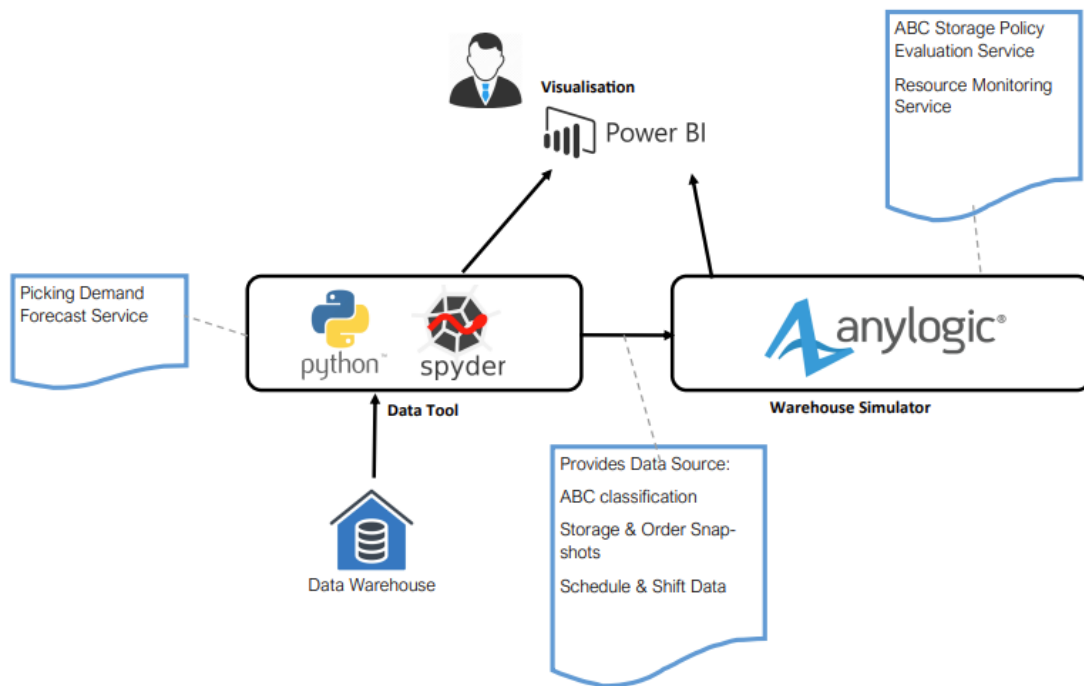 ABC Storage Policy
Evaluation Service
Resource Monitoring
Service
Visualisation
Power BI
Picking Demand
Forecast Service
python™
spyder
anylogic®
Data Tool
Warehouse Simulator
Provides Data Source:
ABC classification
Storage & Order Snap-
shots
Schedule & Shift Data
Data Warehouse